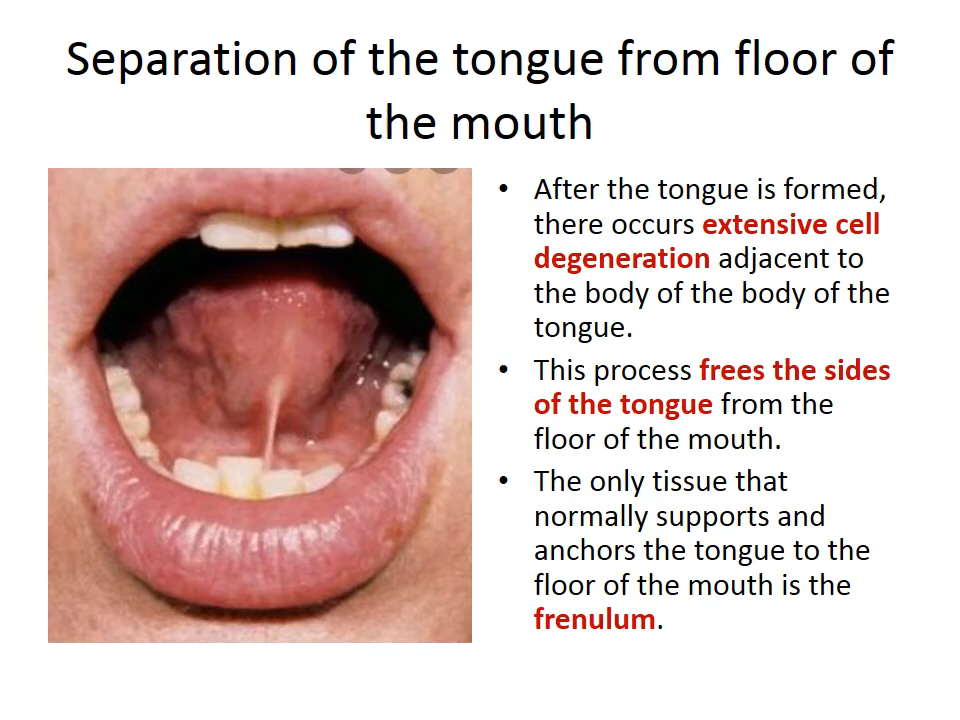 Separation of the tongue from floor of
the mouth
• After the tongue is formed,
there occurs extensive cell
degeneration adjacent to
the body of the body of the
tongue.
• This process frees the sides
of the tongue from the
floor of the mouth.
• The only tissue that
normally supports and
anchors the tongue to the
floor of the mouth is the
frenulum.